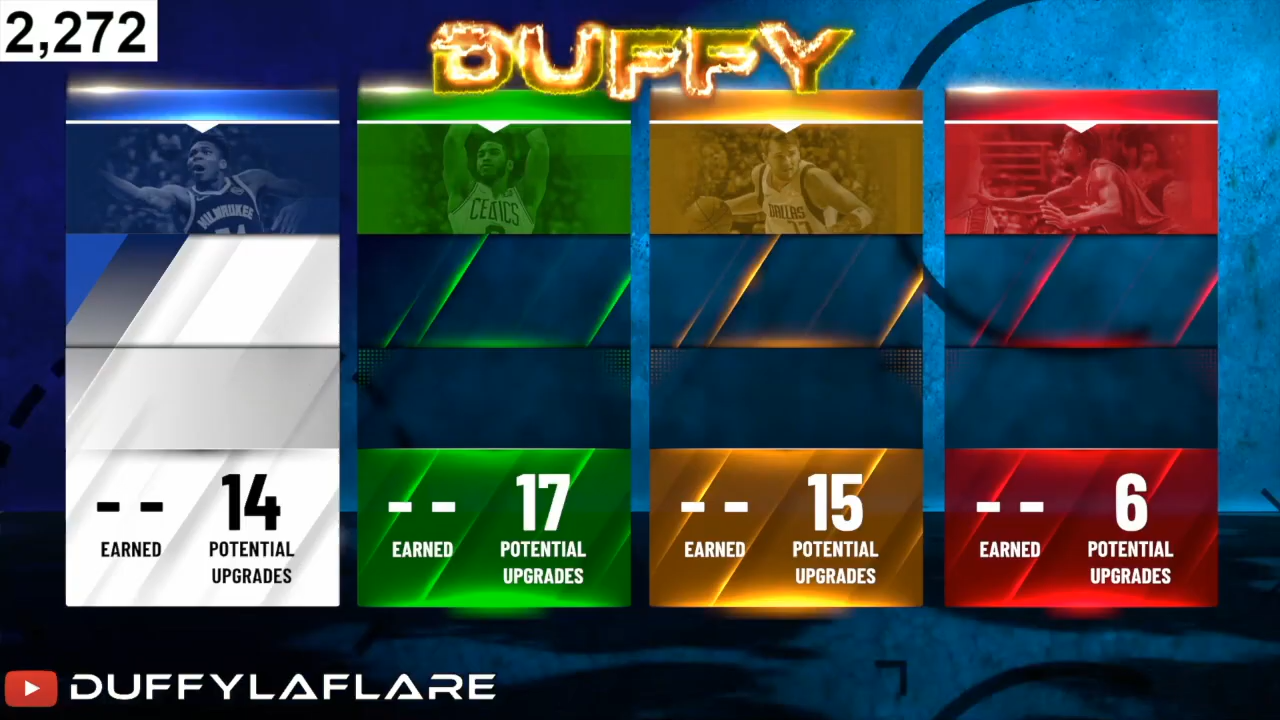 2,272
DUFFY
MILWAUKEE
CELTICS
DALLAS
-- 14
EARNED POTENTIAL
UPGRADES
-- 17
EARNED POTENTIAL
UPGRADES
-- 15
EARNED POTENTIAL
UPGRADES
-- 6
EARNED POTENTIAL
UPGRADES
DUFFYLAFLARE